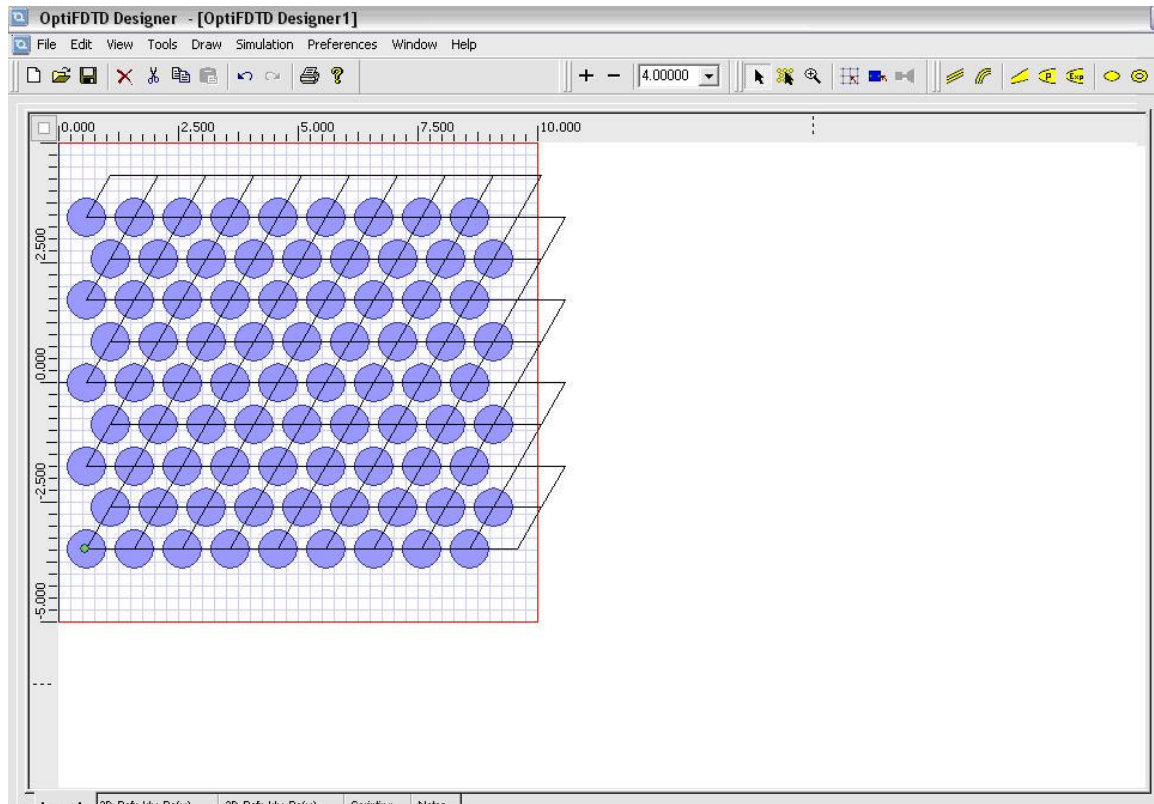 OptiFDTD Designer - [OptiFDTD Designer1]
File Edit View Tools Draw Simulation Preferences Window Help
4.00000
0.000 2.500 5.000 7.500 10.000
2.500
0.000
-2.500
-5.000